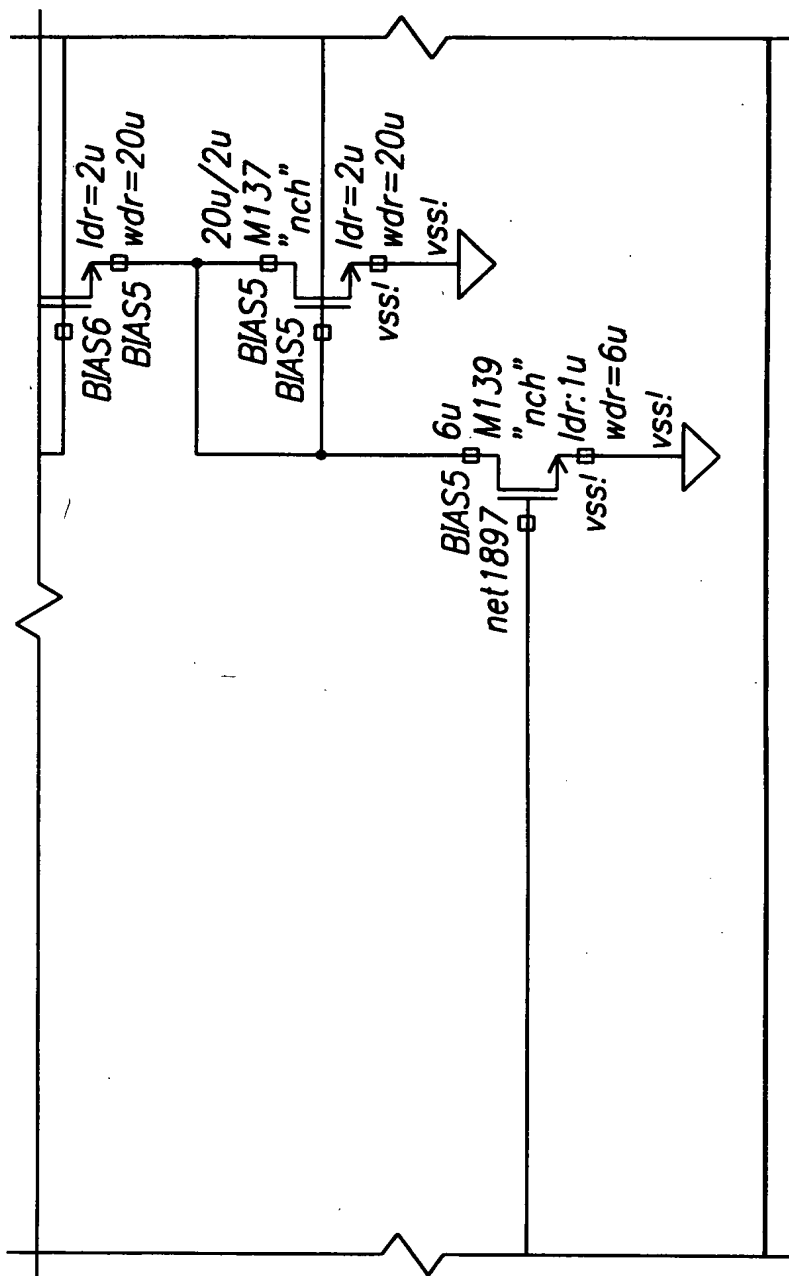 ldr=2u
wdr=20u
BIAS6
BIAS5
20u/2u
M137
"nch"
BIAS5
BIAS5
ldr=2u
wdr=20u
vss!
vss!
6u
M139
"nch"
BIAS5
net1897
ldr:1u
wdr=6u
vss!
vss!